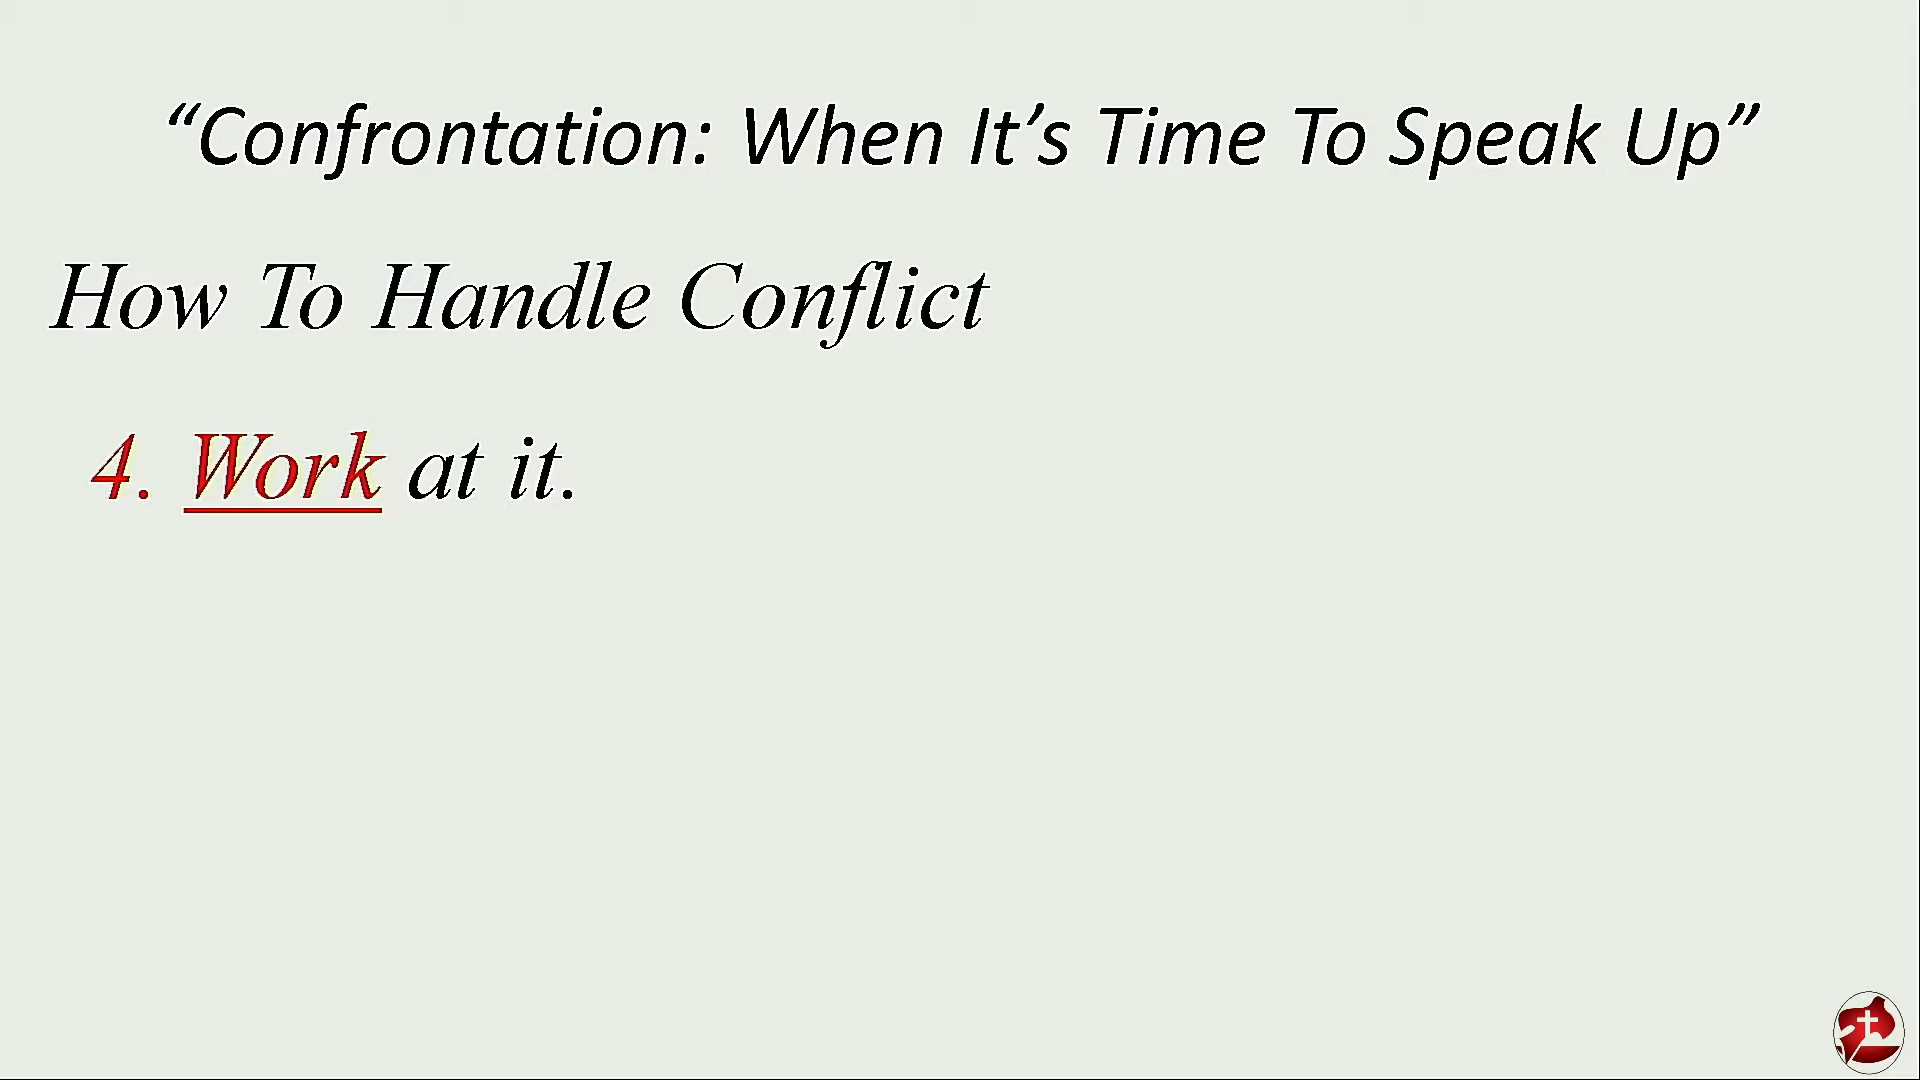 “Confrontation: When It’s Time To Speak Up”
How To Handle Conflict
4. Work at it.